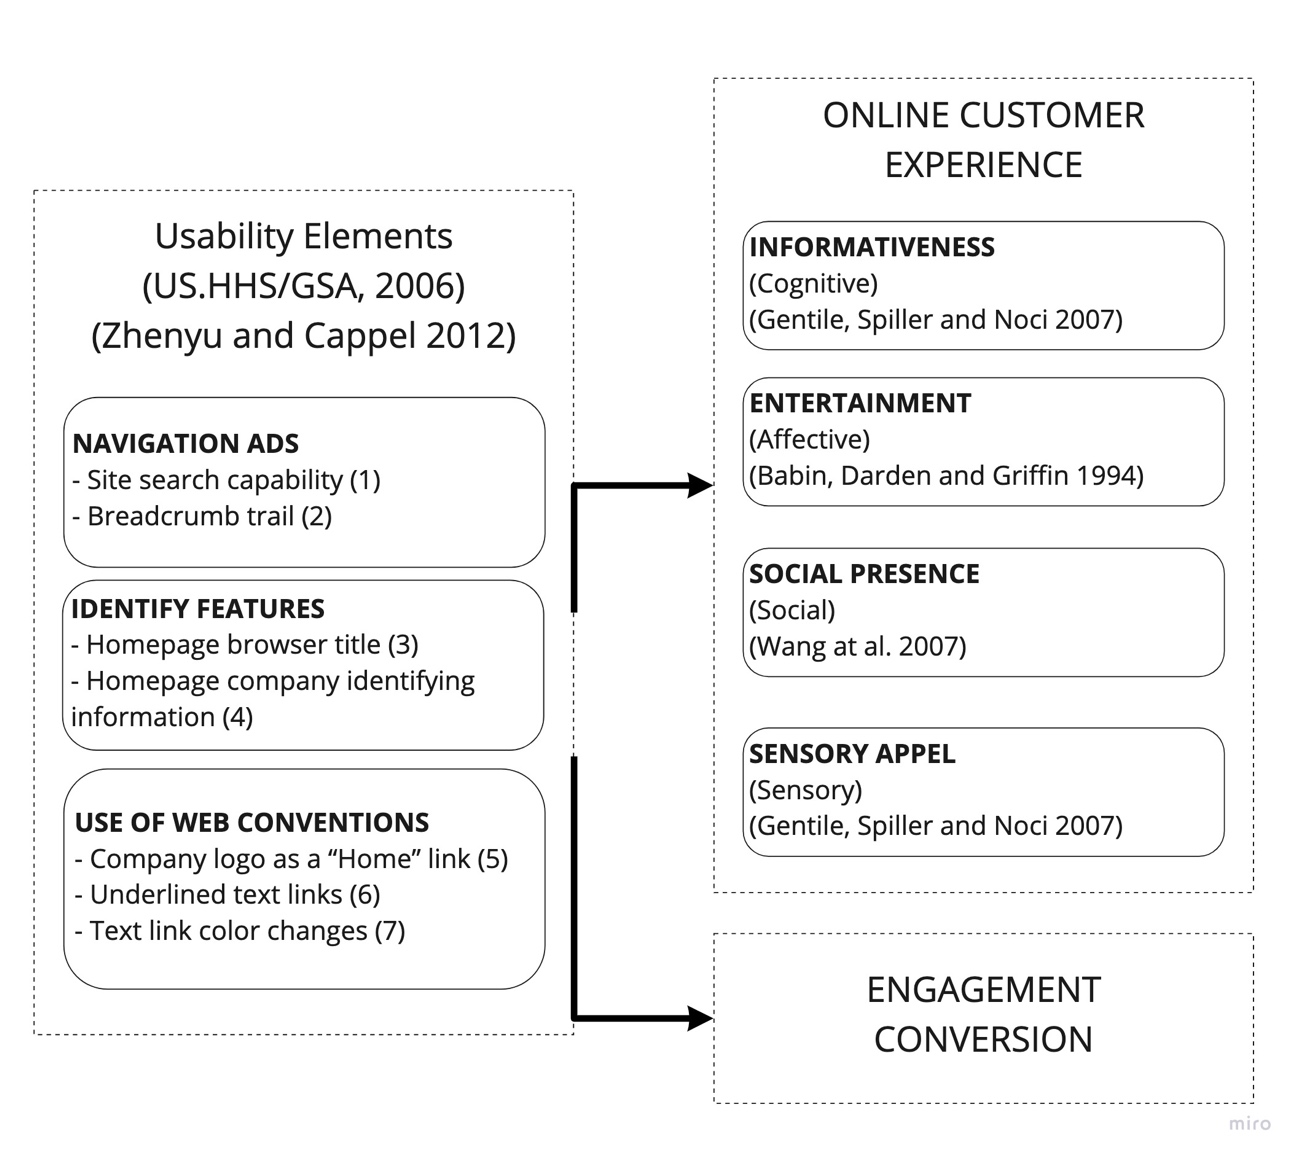 Usability Elements
(US.HHS/GSA, 2006)
(Zhenyu and Cappel 2012)
NAVIGATION ADS
- Site search capability (1)
- Breadcrumb trail (2)
IDENTIFY FEATURES
- Homepage browser title (3)
- Homepage company identifying
information (4)
USE OF WEB CONVENTIONS
- Company logo as a “Home” link (5)
- Underlined text links (6)
- Text link color changes (7)
ONLINE CUSTOMER
EXPERIENCE
INFORMATIVENESS
(Cognitive)
(Gentile, Spiller and Noci 2007)
ENTERTAINMENT
(Affective)
(Babin, Darden and Griffin 1994)
SOCIAL PRESENCE
(Social)
(Wang at al. 2007)
SENSORY APPEL
(Sensory)
(Gentile, Spiller and Noci 2007)
ENGAGEMENT
CONVERSION
miro